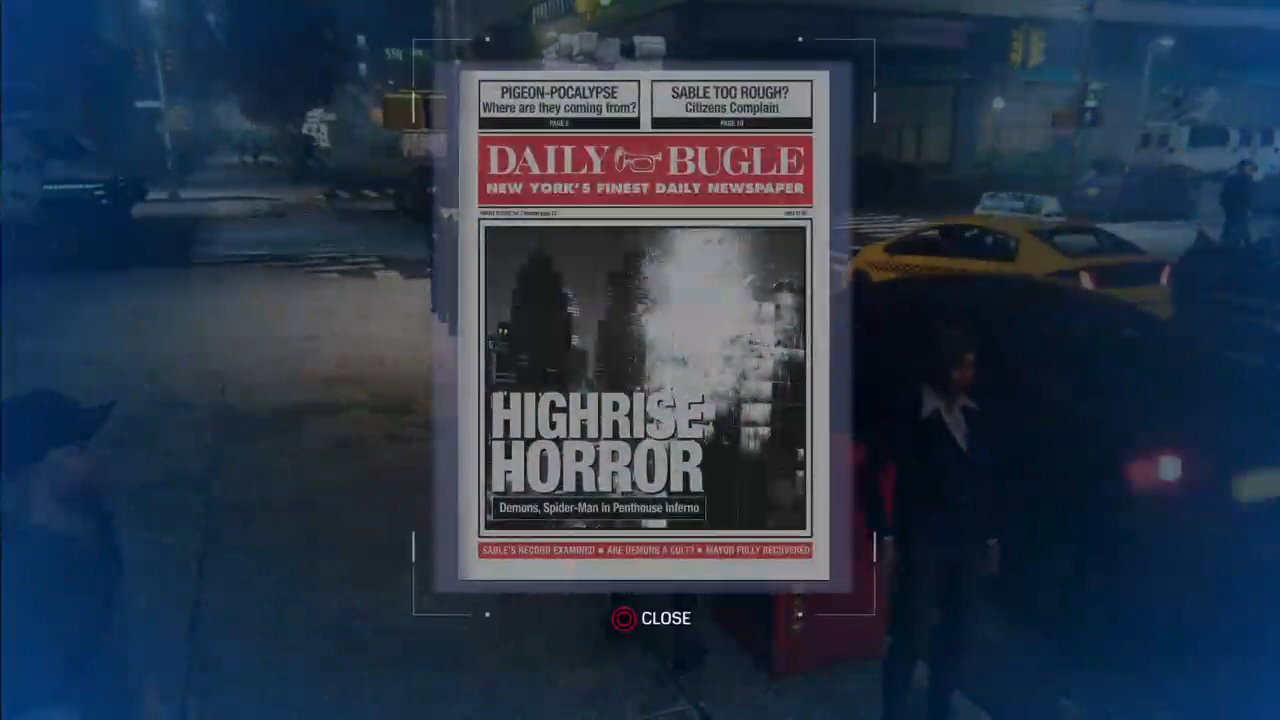 PIGEON-POCALYPSE
Where are they coming from?
PAGE 5
SABLE TOO ROUGH?
Citizens Complain
PAGE 10
DAILY BUGLE
NEW YORK'S FINEST DAILY NEWSPAPER
HIGHRISE
HORROR
Demons, Spider-Man in Penthouse Inferno
SABLE'S RECORD EXAMINED ■ ARE DEMONS A CULT? ■ MAYOR FULLY RECOVERED
CLOSE